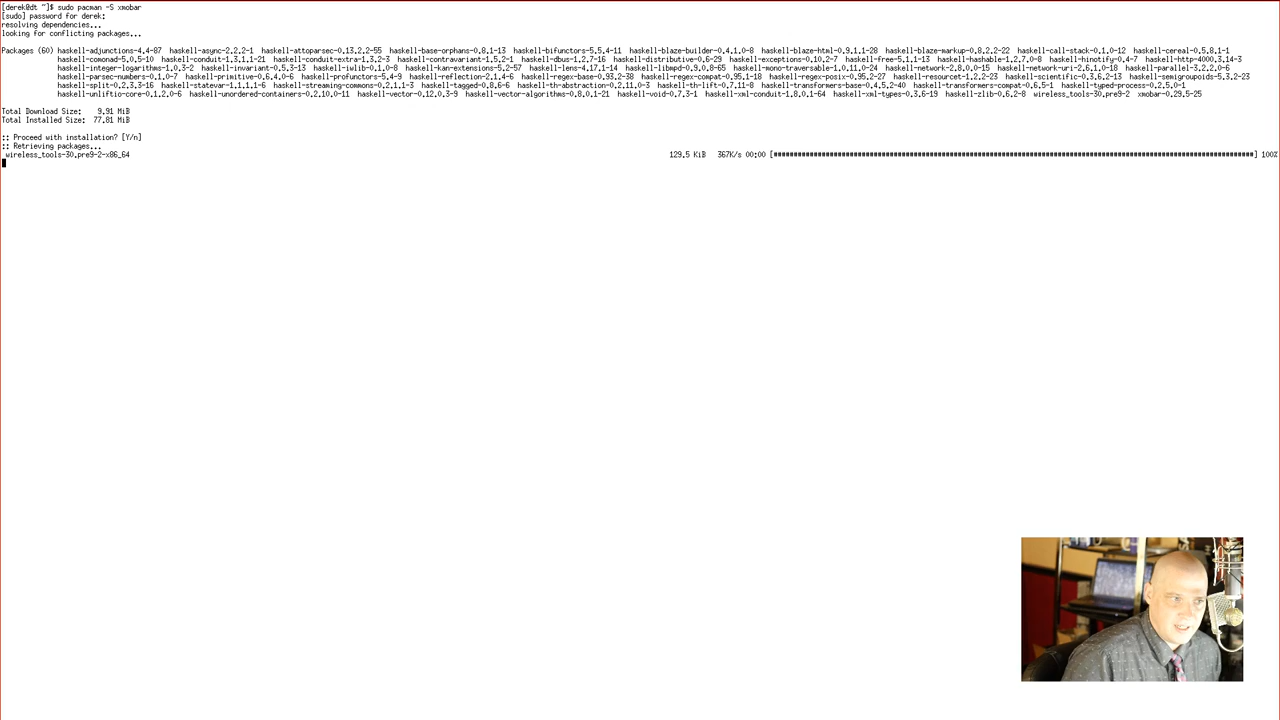 [derek@dt ~]$ sudo pacman -S xmobar
[sudo] password for derek:
resolving dependencies...
looking for conflicting packages...
Packages (60) haskell-adjunctions-4.4-87 haskell-async-2.2.2-1 haskell-attoparsec-0.13.2.2-55 haskell-base-orphans-0.8.1-13 haskell-bifunctors-5.5.4-11 haskell-blaze-builder-0.4.1.0-8 haskell-blaze-html-0.9.1.1-28 haskell-blaze-markup-0.8.2.2-22 haskell-call-stack-0.1.0-12 haskell-cereal-0.5.8.1-1
haskell-comonad-5.0.5-10 haskell-conduit-1.3.1.1-21 haskell-conduit-extra-1.3.2-3 haskell-contravariant-1.5.2-1 haskell-dbus-1.2.7-16 haskell-distributive-0.6-29 haskell-exceptions-0.10.2-7 haskell-free-5.1.1-13 haskell-hashable-1.2.7.0-8 haskell-hinotify-0.4-7 haskell-http-4000.3.14-3
haskell-integer-logarithms-1.0.3-2 haskell-invariant-0.5.3-13 haskell-iwlib-0.1.0-8 haskell-kan-extensions-5.2-57 haskell-lens-4.17.1-14 haskell-libmpd-0.9.0.8-65 haskell-mono-traversable-1.0.11.0-24 haskell-network-2.8.0.0-15 haskell-network-uri-2.6.1.0-18 haskell-parallel-3.2.2.0-6
haskell-parsec-numbers-0.1.0-7 haskell-primitive-0.6.4.0-6 haskell-profunctors-5.4-9 haskell-reflection-2.1.4-6 haskell-regex-base-0.93.2-38 haskell-regex-compat-0.95.1-18 haskell-regex-posix-0.95.2-27 haskell-resourcet-1.2.2-23 haskell-scientific-0.3.6.2-13 haskell-semigroupoids-5.3.2-23
haskell-split-0.2.3.3-16 haskell-statevar-1.1.1.1-6 haskell-streaming-commons-0.2.1.1-3 haskell-tagged-0.8.6-6 haskell-th-abstraction-0.2.11.0-3 haskell-th-lift-0.7.11-8 haskell-transformers-base-0.4.5.2-40 haskell-transformers-compat-0.6.5-1 haskell-typed-process-0.2.5.0-1
haskell-unliftio-core-0.1.2.0-6 haskell-unordered-containers-0.2.10.0-11 haskell-vector-0.12.0.3-9 haskell-vector-algorithms-0.8.0.1-21 haskell-void-0.7.3-1 haskell-xml-conduit-1.8.0.1-64 haskell-xml-types-0.3.6-19 haskell-zlib-0.6.2-8 wireless_tools-30.pre9-2 xmobar-0.29.5-25
Total Download Size: 9.91 MiB
Total Installed Size: 77.81 MiB
:: Proceed with installation? [Y/n]
:: Retrieving packages...
wireless_tools-30.pre9-2-x86_64 129.5 KiB 367K/s 00:00 [################################################################################################################################] 100%